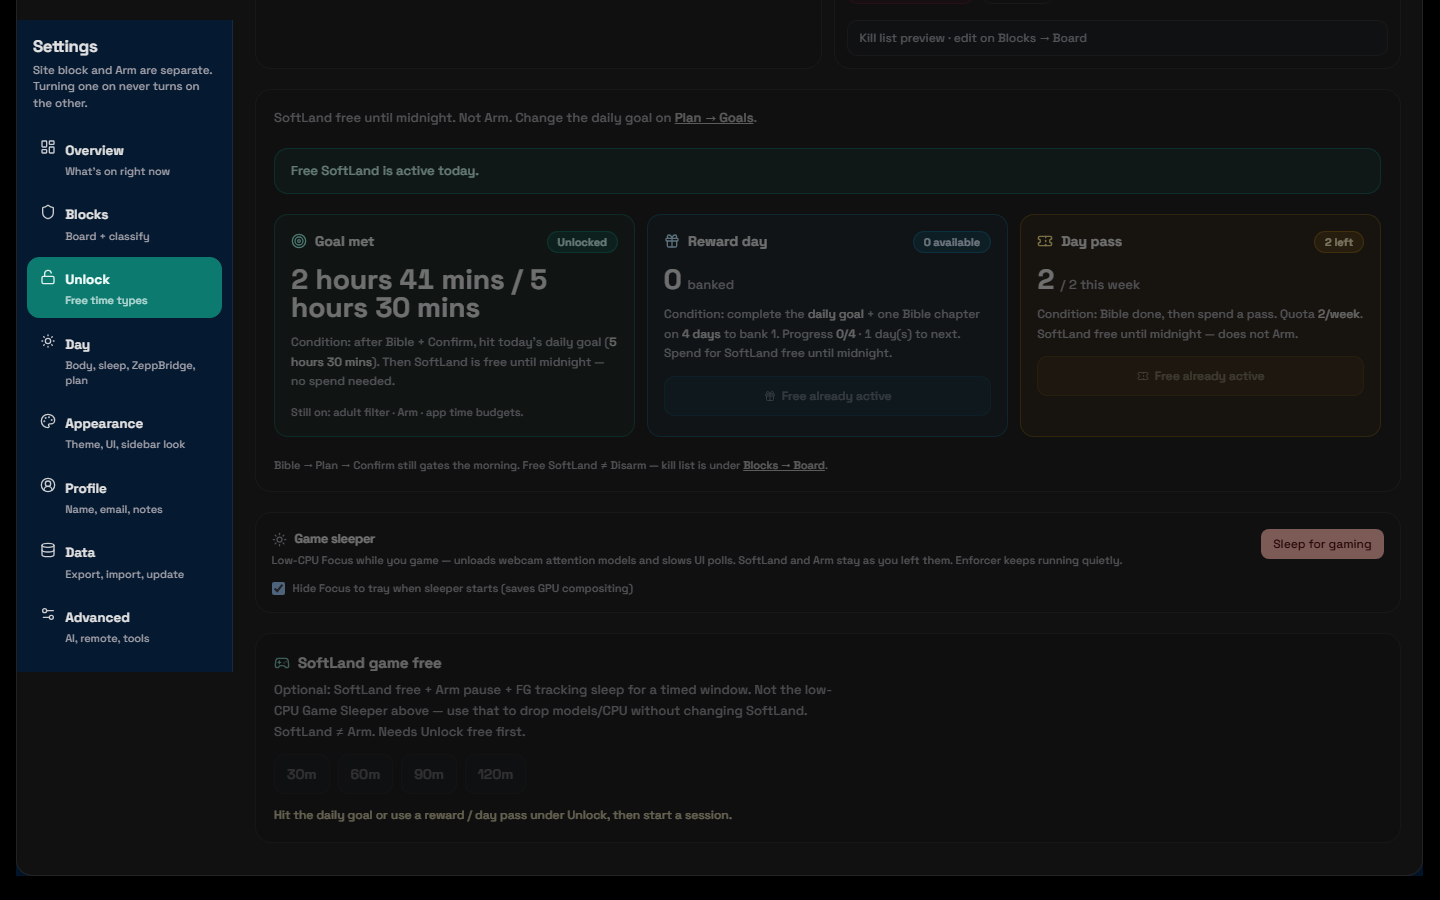 Settings
Site block and Arm are separate.
Turning one on never turns on
the other.
Overview
What's on right now
Blocks
Board + classify
Unlock
Free time types
Day
Body, sleep, ZeppBridge,
plan
Appearance
Theme, UI, sidebar look
Profile
Name, email, notes
Data
Export, import, update
Advanced
AI, remote, tools
Kill list preview · edit on Blocks → Board
SoftLand free until midnight. Not Arm. Change the daily goal on Plan → Goals.
Free SoftLand is active today.
Goal met
Unlocked
2 hours 41 mins / 5
hours 30 mins
Condition: after Bible + Confirm, hit today's daily goal (5
hours 30 mins). Then SoftLand is free until midnight —
no spend needed.
Still on: adult filter · Arm · app time budgets.
Reward day
0 available
0 banked
Condition: complete the daily goal + one Bible chapter
on 4 days to bank 1. Progress 0/4 · 1 day(s) to next.
Spend for SoftLand free until midnight.
Free already active
Day pass
2 left
2 / 2 this week
Condition: Bible done, then spend a pass. Quota 2/week.
SoftLand free until midnight — does not Arm.
Free already active
Bible → Plan → Confirm still gates the morning. Free SoftLand ≠ Disarm — kill list is under Blocks → Board.
Game sleeper
Low-CPU Focus while you game — unloads webcam attention models and slows UI polls. SoftLand and Arm stay as you left them. Enforcer keeps running quietly.
Sleep for gaming
Hide Focus to tray when sleeper starts (saves GPU compositing)
SoftLand game free
Optional: SoftLand free + Arm pause + FG tracking sleep for a timed window. Not the low-
CPU Game Sleeper above — use that to drop models/CPU without changing SoftLand.
SoftLand ≠ Arm. Needs Unlock free first.
30m
60m
90m
120m
Hit the daily goal or use a reward / day pass under Unlock, then start a session.